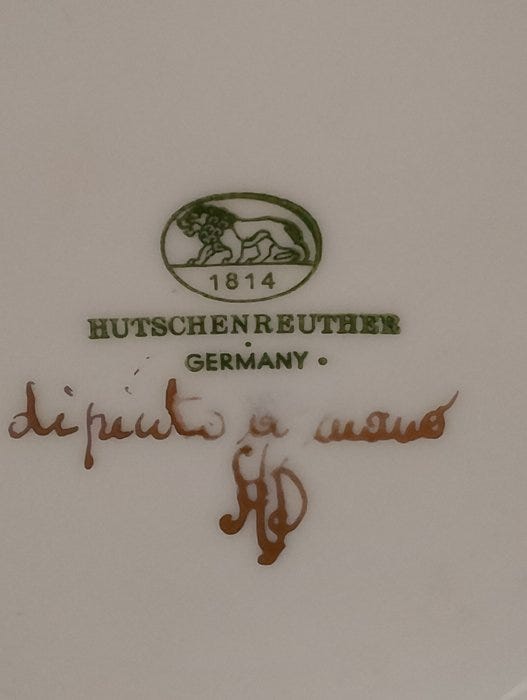 1814
HUTSCHENREUTHER
GERMANY
dipinto a mano